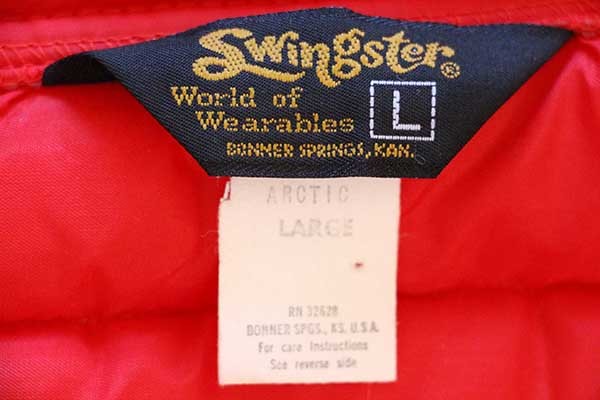 Swingster®
World of
Wearables
L
BONNER SPRINGS, KAN.
ARCTIC
LARGE
RN 32628
BONNER SPGS., KS. U.S.A.
For care Instructions
See reverse side